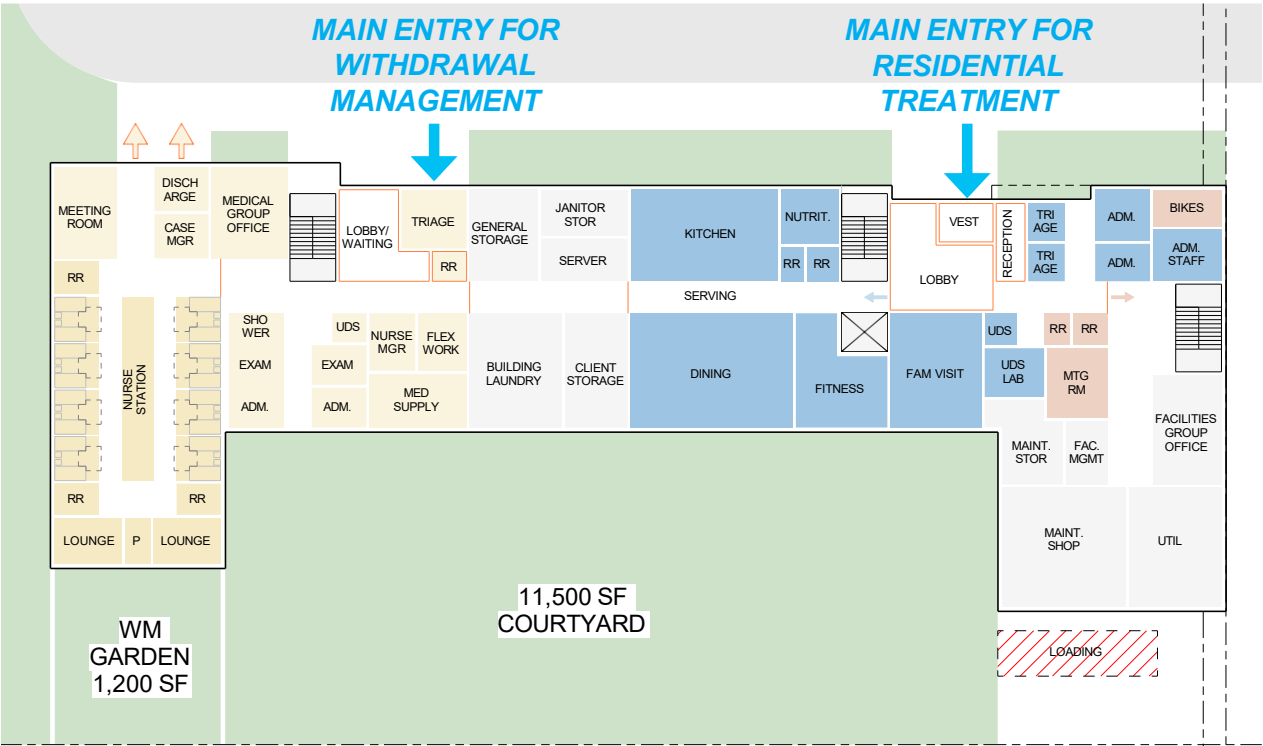 MAIN ENTRY FOR
WITHDRAWAL
MANAGEMENT
MAIN ENTRY FOR
RESIDENTIAL
TREATMENT
MEETING
ROOM
DISCH
ARGE
CASE
MGR
MEDICAL
GROUP
OFFICE
LOBBY/
WAITING
TRIAGE
RR
GENERAL
STORAGE
JANITOR
STOR
SERVER
KITCHEN
NUTRIT.
RR
RR
VEST
LOBBY
RECEPTION
TRI
AGE
TRI
AGE
ADM.
ADM.
BIKES
ADM.
STAFF
SERVING
RR
NURSE
STATION
SHO
WER
EXAM
ADM.
UDS
EXAM
ADM.
NURSE
MGR
FLEX
WORK
MED
SUPPLY
BUILDING
LAUNDRY
CLIENT
STORAGE
DINING
FITNESS
FAM VISIT
UDS
UDS
LAB
RR
RR
MTG
RM
MAINT.
STOR
FAC.
MGMT
FACILITIES
GROUP
OFFICE
RR
RR
LOUNGE
P
LOUNGE
MAINT.
SHOP
UTIL
11,500 SF
COURTYARD
WM
GARDEN
1,200 SF
LOADING